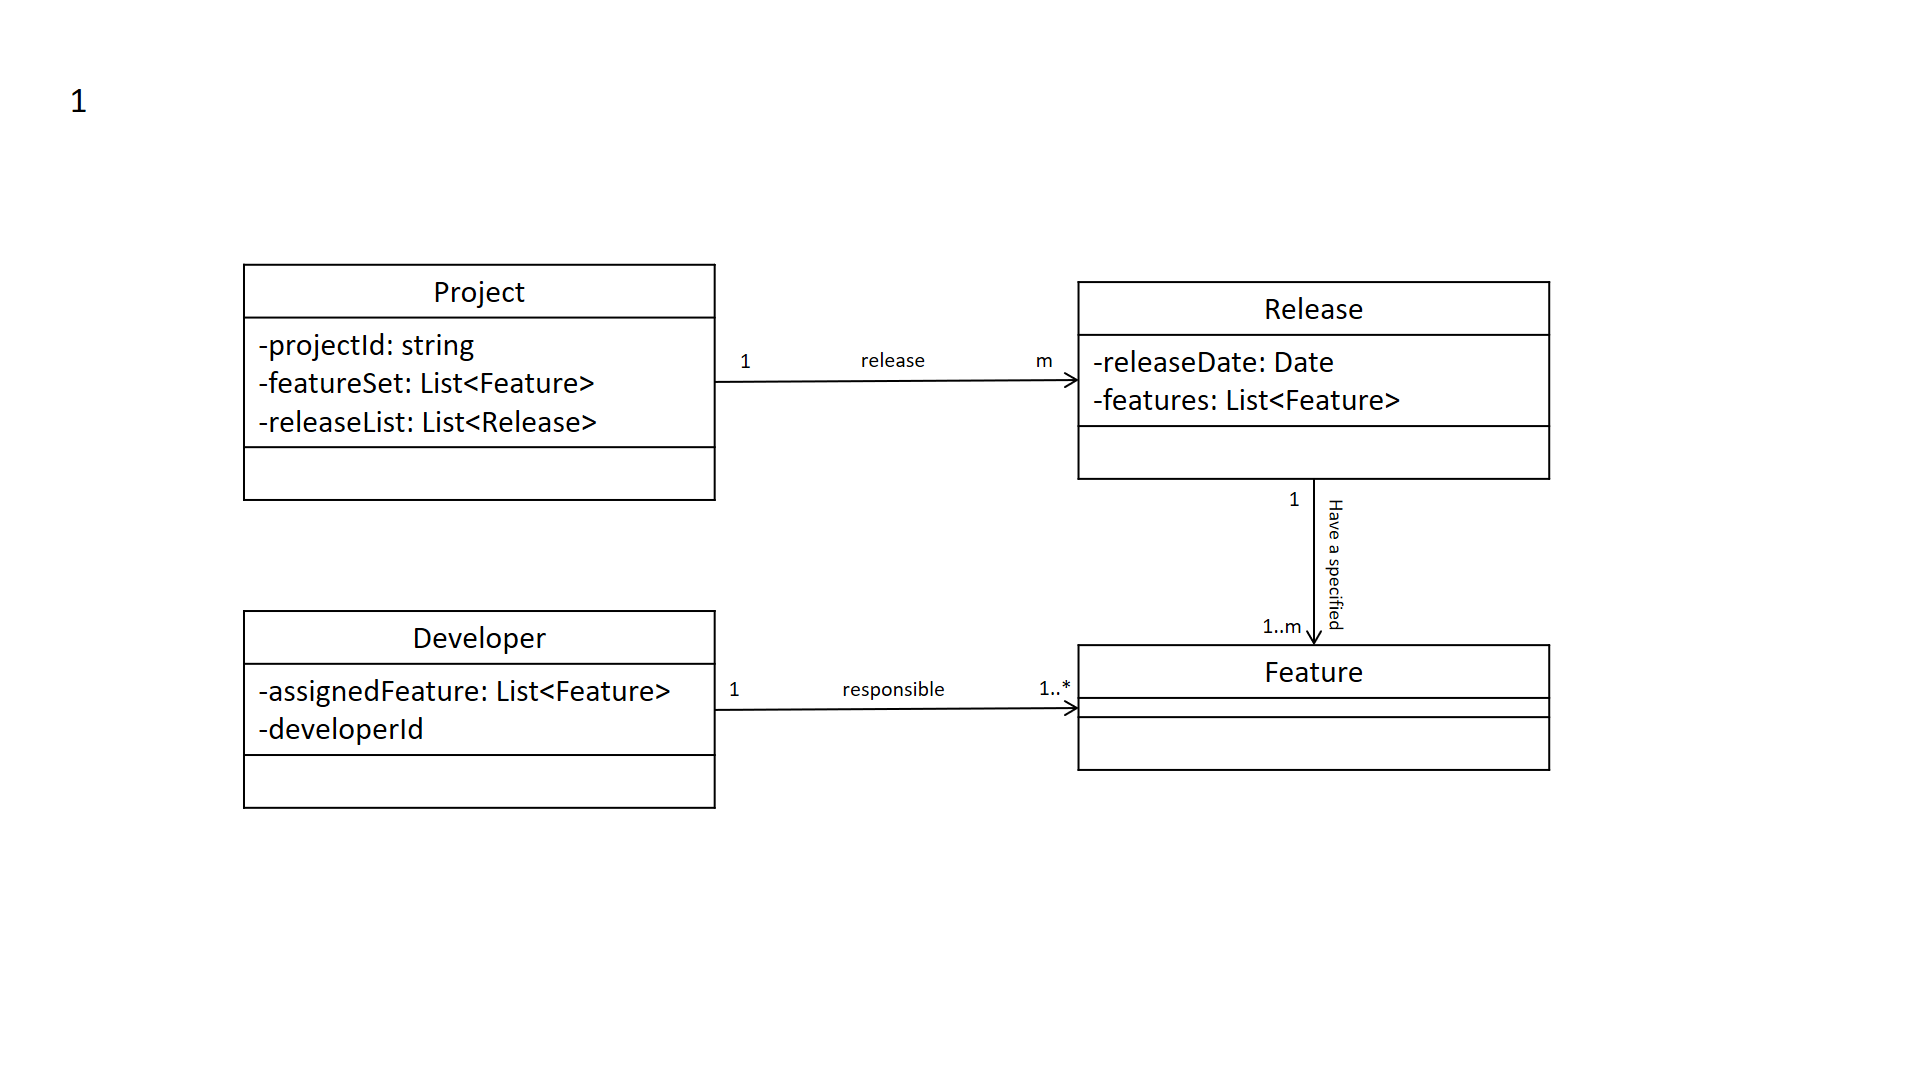 1
Project
-projectId: string
-featureSet: List<Feature>
-releaseList: List<Release>
1 release m
Release
-releaseDate: Date
-features: List<Feature>
1
Have a specified
1..m
Developer
-assignedFeature: List<Feature>
-developerId
1 responsible 1..*
Feature